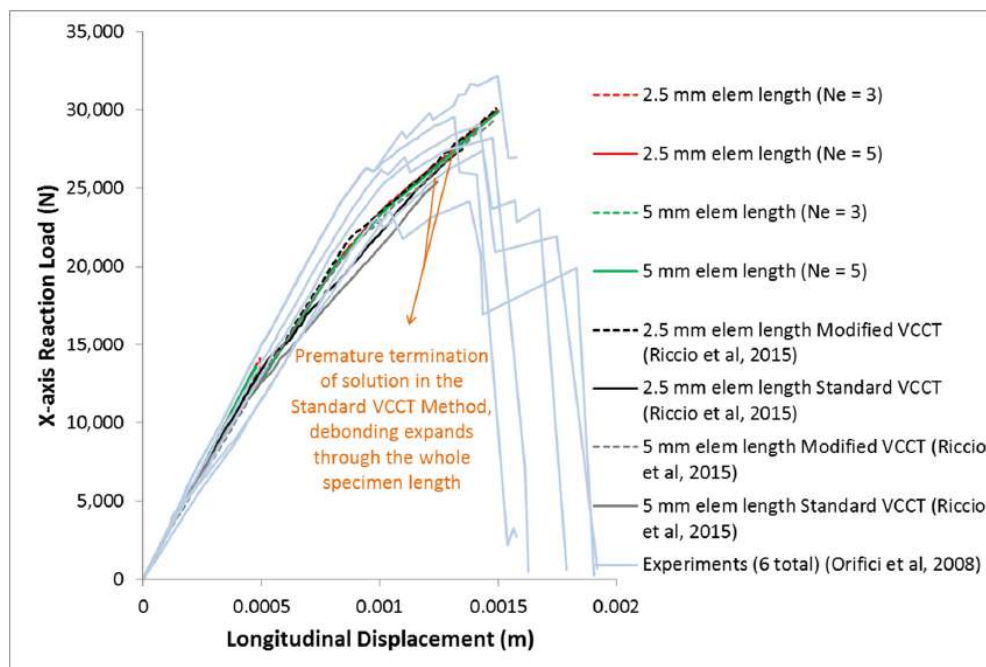 35,000
30,000
25,000
20,000
15,000
10,000
5,000
0
X-axis Reaction Load (N)
0
0.0005
0.001
0.0015
0.002
Longitudinal Displacement (m)
Premature termination
of solution in the
Standard VCCT Method,
debonding expands
through the whole
specimen length
2.5 mm elem length (Ne = 3)
2.5 mm elem length (Ne = 5)
5 mm elem length (Ne = 3)
5 mm elem length (Ne = 5)
2.5 mm elem length Modified VCCT
(Riccio et al, 2015)
2.5 mm elem length Standard VCCT
(Riccio et al, 2015)
5 mm elem length Modified VCCT (Riccio
et al, 2015)
5 mm elem length Standard VCCT (Riccio
et al, 2015)
Experiments (6 total) (Orifici et al, 2008)